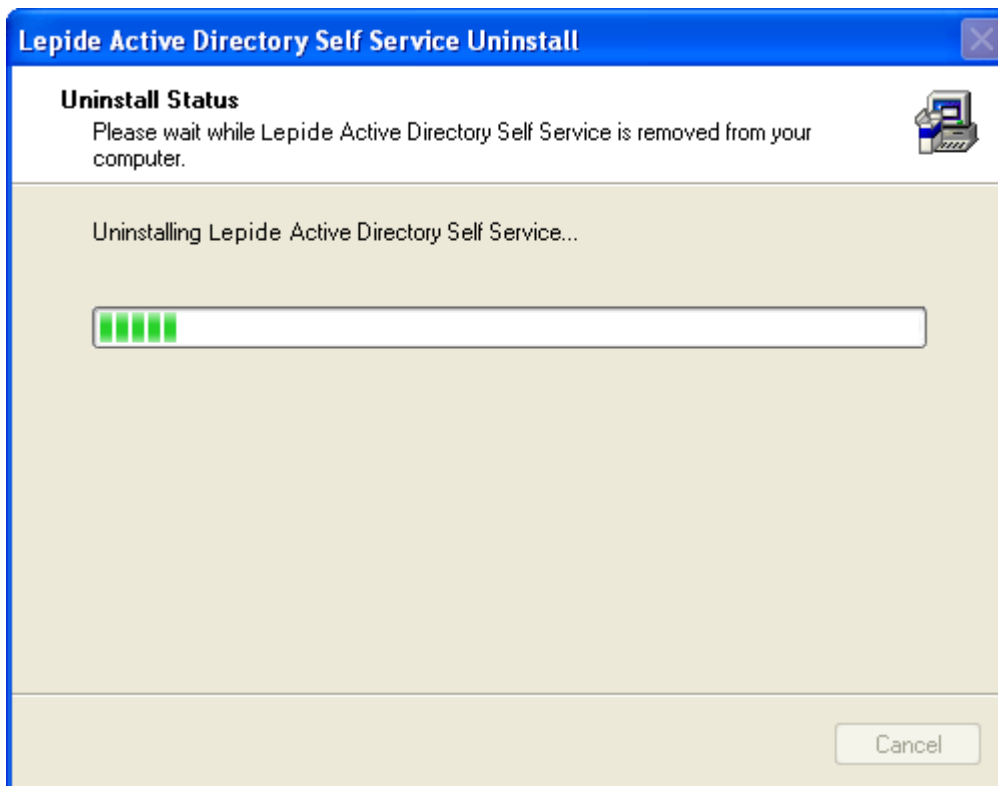 Lepide Active Directory Self Service Uninstall
Uninstall Status
Please wait while Lepide Active Directory Self Service is removed from your
computer.
Uninstalling Lepide Active Directory Self Service...
Cancel